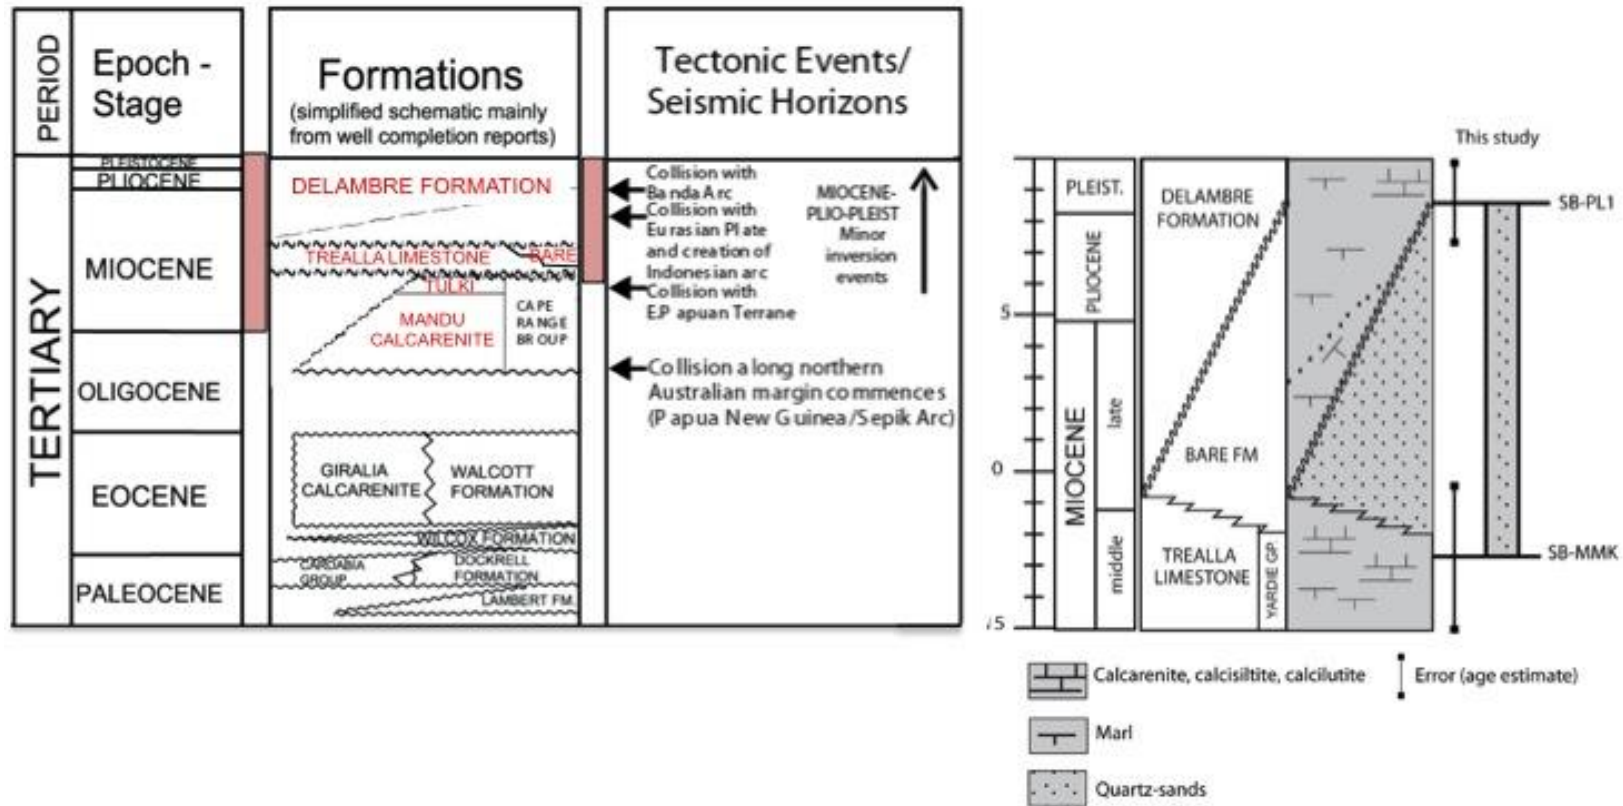 PERIOD
Epoch -
Stage
Formations
(simplified schematic mainly
from well completion reports)
Tectonic Events/
Seismic Horizons
TERTIARY
PLEISTOCENE
PLIOCENE
MIOCENE
OLIGOCENE
EOCENE
PALEOCENE
DELAMBRE FORMATION
TREALLA LIMESTONE
BARE
TULKI
MANDU
CALCARENITE
CAPE
RANGE
BROUP
GIRALIA
CALCARENITE
WALCOTT
FORMATION
WILCOX FORMATION
CARDABIA
GROUP
DOCKRELL
FORMATION
LAMBERT FM.
Collision with
Banda Arc
Collision with
Eurasian Plate
and creation of
Indonesian arc
Collision with
E.Papuan Terrane
MIOCENE-
PLIO-PLEIST
Minor
inversion
events
Collision along northern
Australian margin commences
(Papua New Guinea/Sepik Arc)
This study
PLEIST.
PLIOCENE
MIOCENE
late
middle
5
0
15
DELAMBRE
FORMATION
BARE FM
TREALLA
LIMESTONE
YARDIE GP
SB-PL1
SB-MMK
Calcarenite, calcisiltite, calcilutite
Error (age estimate)
Marl
Quartz-sands